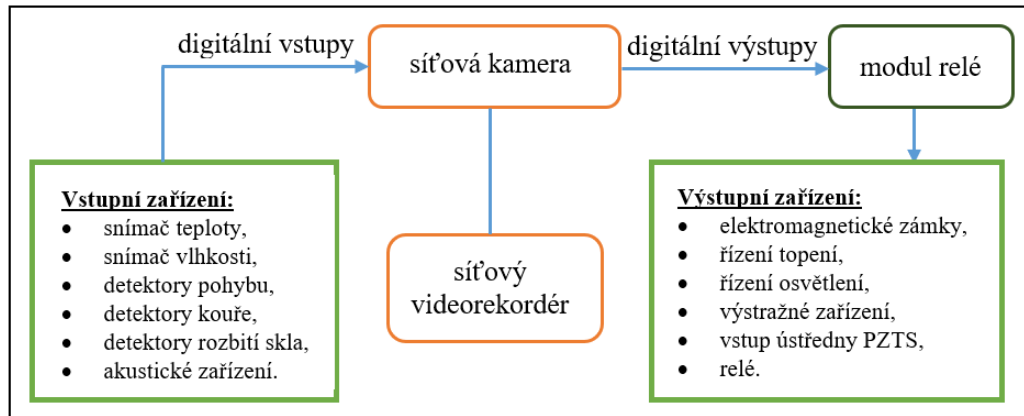 digitální vstupy
síťová kamera
digitální výstupy
modul relé
Vstupní zařízení:
• snímač teploty,
• snímač vlhkosti,
• detektory pohybu,
• detektory kouře,
• detektory rozbití skla,
• akustické zařízení.
síťový
videorekordér
Výstupní zařízení:
• elektromagnetické zámky,
• řízení topení,
• řízení osvětlení,
• výstražné zařízení,
• vstup ústředny PZTS,
• relé.